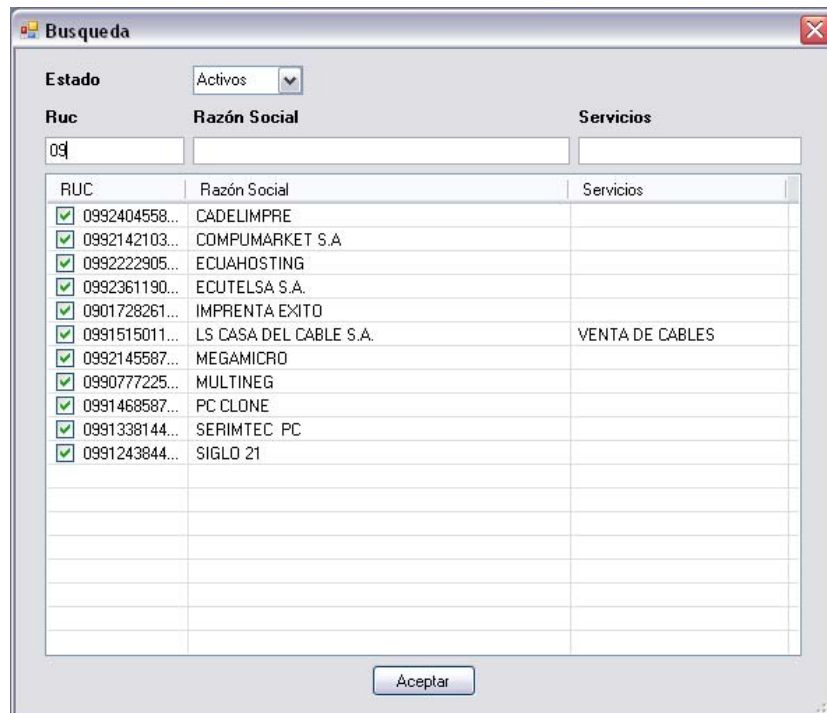 Busqueda
Estado Activos
Ruc Razón Social Servicios
09
RUC Razón Social Servicios
0992404558... CADELIMPRE
0992142103... COMPUMARKET S.A
0992222905... ECUAHOSTING
0992361190... ECUTELSA S.A.
0901728261... IMPRENTA EXITO
0991515011... LS CASA DEL CABLE S.A. VENTA DE CABLES
0992145587... MEGAMICRO
0990777225... MULTINEG
0991468587... PC CLONE
0991338144... SERIMTEC PC
0991243844... SIGLO 21
Aceptar